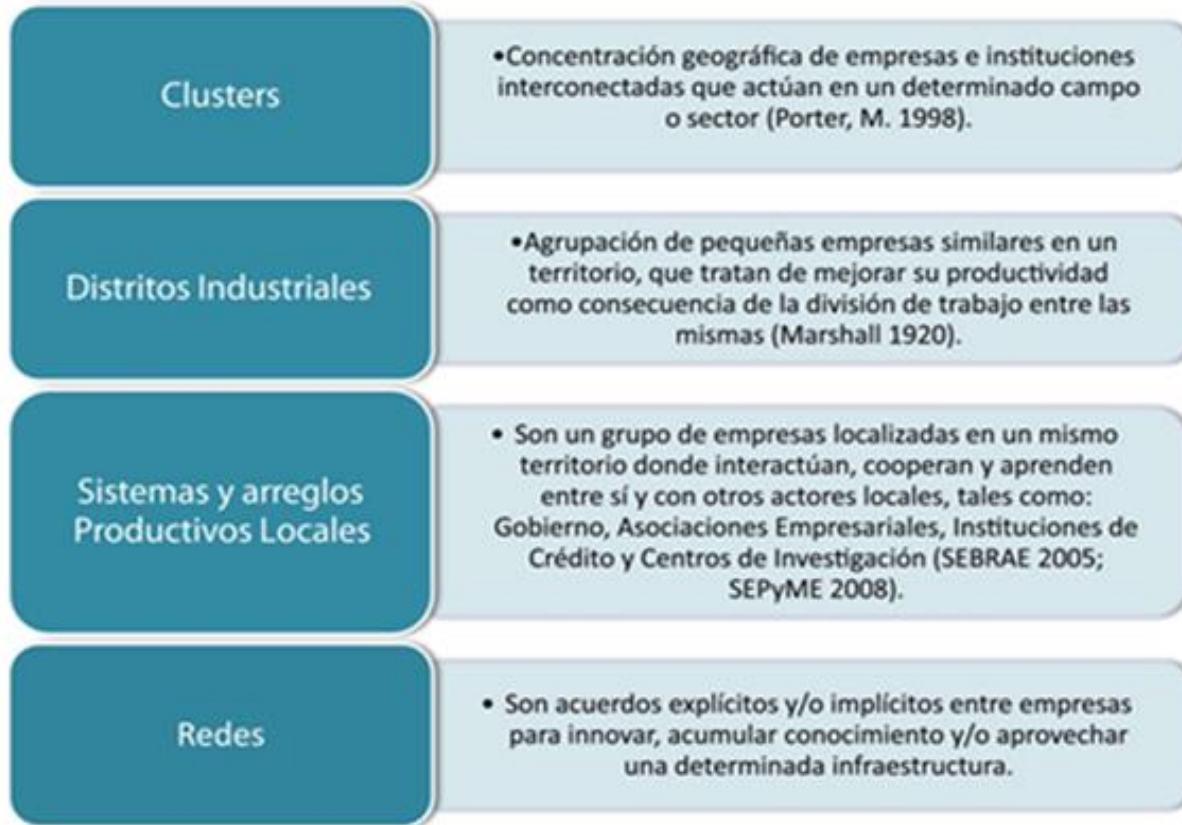 Clusters
•Concentración geográfica de empresas e instituciones
interconectadas que actúan en un determinado campo
o sector (Porter, M. 1998).
Distritos Industriales
•Agrupación de pequeñas empresas similares en un
territorio, que tratan de mejorar su productividad
como consecuencia de la división de trabajo entre las
mismas (Marshall 1920).
Sistemas y arreglos
Productivos Locales
• Son un grupo de empresas localizadas en un mismo
territorio donde interactúan, cooperan y aprenden
entre sí y con otros actores locales, tales como:
Gobierno, Asociaciones Empresariales, Instituciones de
Crédito y Centros de Investigación (SEBRAE 2005;
SEPyME 2008).
Redes
• Son acuerdos explícitos y/o implícitos entre empresas
para innovar, acumular conocimiento y/o aprovechar
una determinada infraestructura.